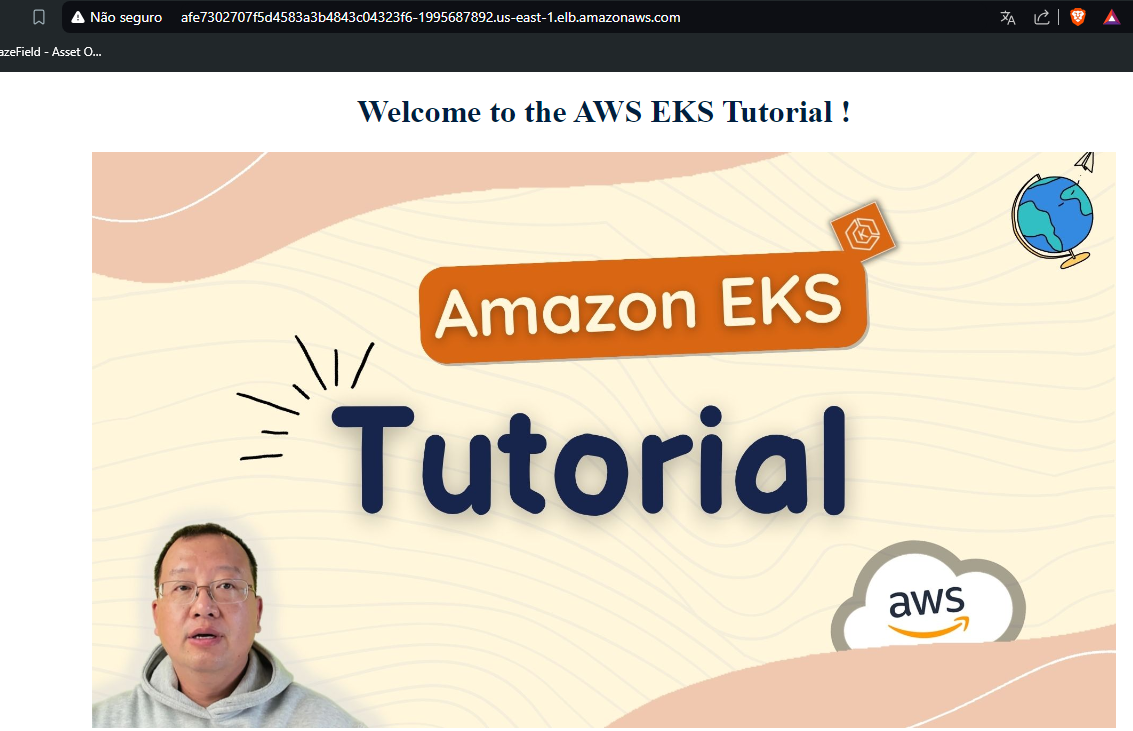 Não seguro afe7302707f5d4583a3b4843c04323f6-1995687892.us-east-1.elb.amazonaws.com
azeField - Asset O...
Welcome to the AWS EKS Tutorial !
K
Amazon EKS
Tutorial
aws